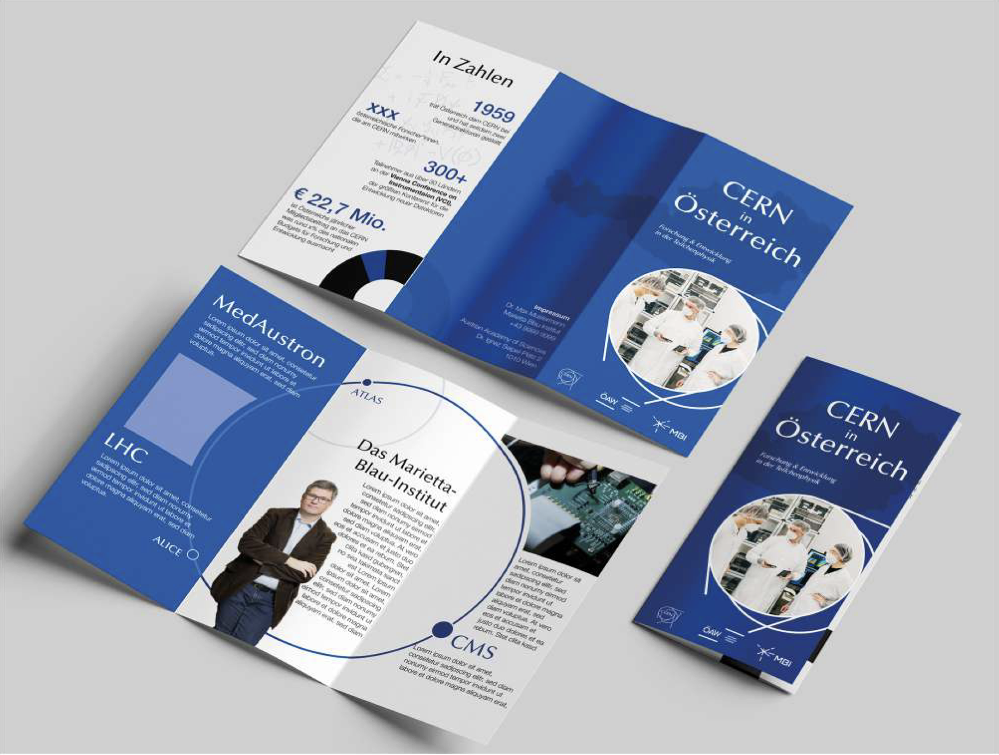 In Zahlen
1959
trat Österreich dem CERN bei
und hat seitdem zwei
Generaldirektoren gestellt
xxx
österreichische Forscher*innen,
die am CERN mitwirken
300+
Teilnehmer aus über 30 Ländern
an der Vienna Conference on
Instrumentaion (VCI),
der größten Konferenz für die
Entwicklung neuer Detektoren
€ 22,7 Mio.
ist Österreichs jährlicher
Mitgliedsbeitrag an das CERN
was rund x% des nationalen
Budgets für Forschung und
Entwicklung ausmacht
Impressum
Dr. Max Mustermann
Marietta Blau Institut
Austrian Academy of Sciences
Dr. Ignaz Seipel Platz 2
1010 Wien
CERN
in
Österreich
Forschung & Entwicklung
in der Teilchenphysik
CERN
ÖAW
MBI
MedAustron
Lorem ipsum dolor sit amet, consetetur
sadipscing elitr, sed diam nonumy
eirmod tempor invidunt ut labore et
dolore magna aliquyam erat, sed diam
voluptua.
LHC
Lorem ipsum dolor sit amet, consetetur
sadipscing elitr, sed diam nonumy
eirmod tempor invidunt ut labore et
dolore magna aliquyam erat, sed diam
voluptua.
ALICE
ATLAS
Das Marietta-
Blau-Institut
Lorem ipsum dolor sit amet,
consetetur sadipscing elitr,
sed diam nonumy eirmod
tempor invidunt ut labore et
dolore magna aliquyam erat,
sed diam voluptua. At vero
eos et accusam et justo duo
dolores et ea rebum. Stet
clita kasd gubergren,
no sea takimata sanct
est Lorem ipsum
dolor sit amet. Lorem
ipsum dolor sit amet,
consetetur sadipscing
elitr, sed diam nonumy
eirmod tempor invidunt ut
labore et dolore magna
aliquyam erat, sed diam
Lorem ipsum dolor sit
amet, consetetur
sadipscing elitr, sed
diam nonumy eirmod
tempor invidunt ut
labore et dolore magna
aliquyam erat, sed
diam voluptua. At vero
eos et accusam et
justo duo dolores et ea
rebum. Stet clita kasd
CMS
Lorem ipsum dolor sit amet,
consetetur sadipscing elitr, sed diam
nonumy eirmod tempor invidunt ut
labore et dolore magna aliquyam erat,
CERN
in
Österreich
Forschung & Entwicklung
in der Teilchenphysik
CERN
ÖAW
MBI